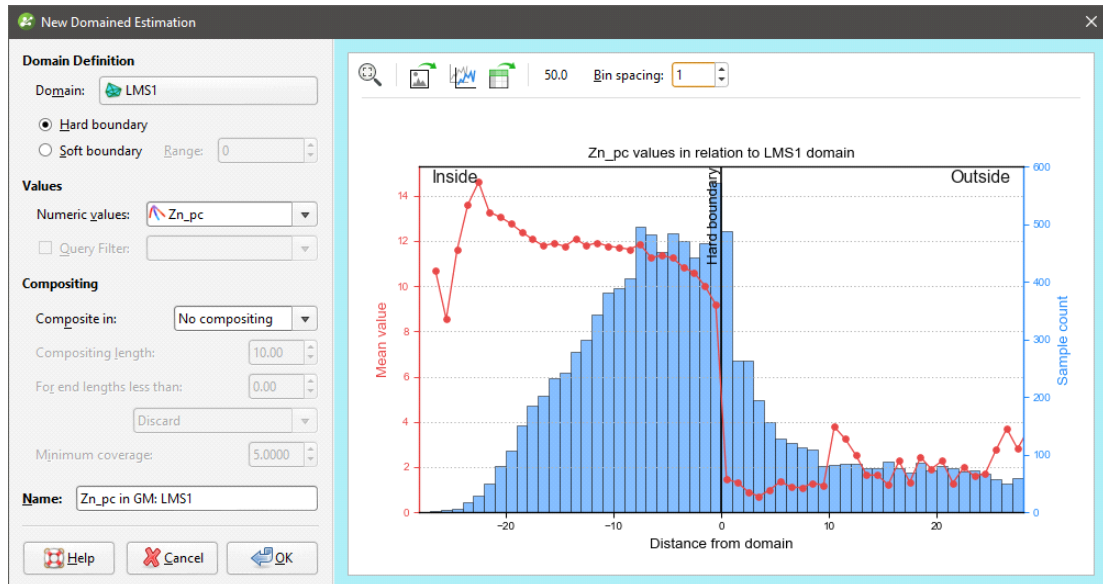 New Domained Estimation
Domain Definition
Domain: LMS1
Hard boundary
Soft boundary Range: 0
Values
Numeric values: Zn_pc
Query Filter:
Compositing
Composite in: No compositing
Compositing length: 10.00
For end lengths less than: 0.00
Discard
Minimum coverage: 5.0000
Name: Zn_pc in GM: LMS1
Help Cancel OK
50.0 Bin spacing: 1
Zn_pc values in relation to LMS1 domain
Inside Outside
Hard boundary
Mean value
14
12
10
8
6
4
2
0
600
500
400
300
200
100
0
Sample count
−20 −10 0 10 20
Distance from domain